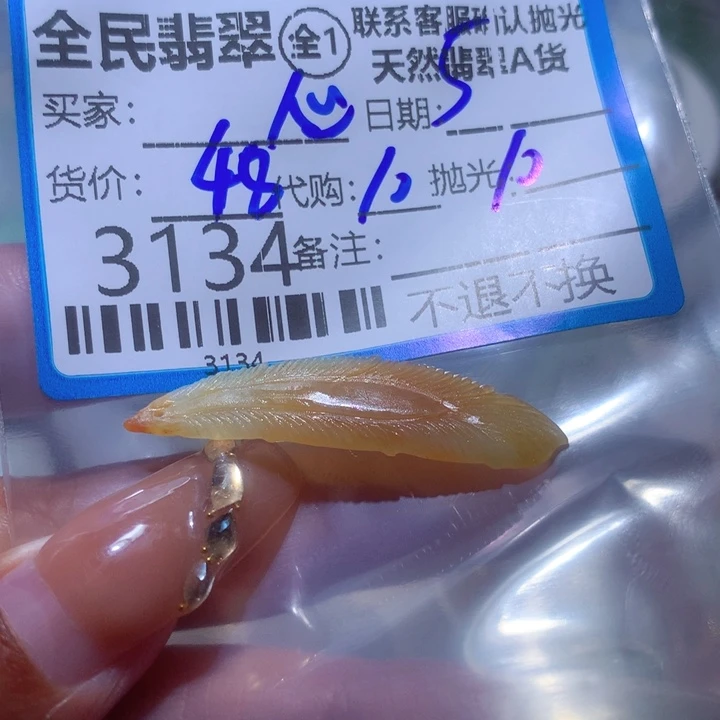 全民翡翠 全1 联系客服确认抛光
天然翡翠A货
买家: 心 日期: 5
货价: 48 代购: 10 抛光: 10
3134 备注:
不退不换
3134